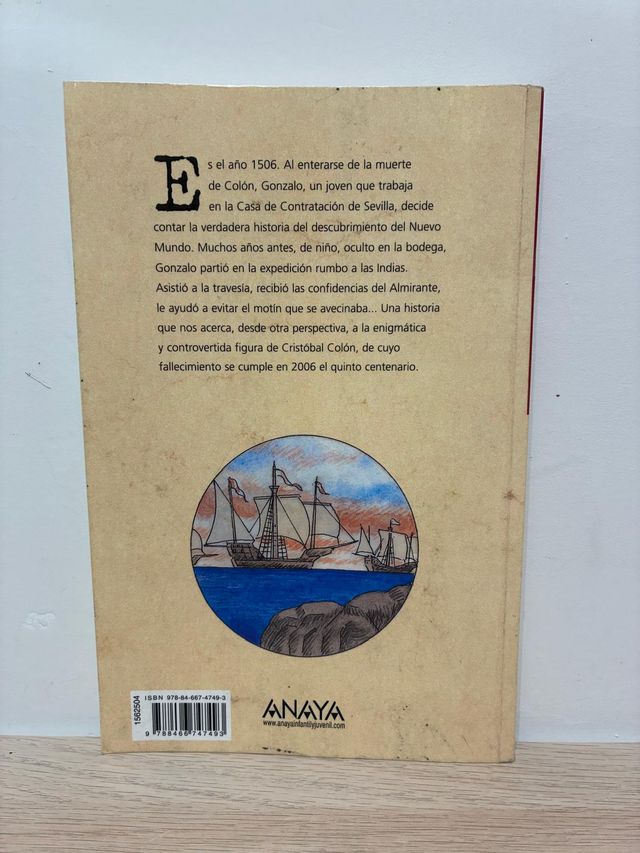 Es el año 1506. Al enterarse de la muerte
de Colón, Gonzalo, un joven que trabaja
en la Casa de Contratación de Sevilla, decide
contar la verdadera historia del descubrimiento del Nuevo
Mundo. Muchos años antes, de niño, oculto en la bodega,
Gonzalo partió en la expedición rumbo a las Indias.
Asistió a la travesía, recibió las confidencias del Almirante,
le ayudó a evitar el motín que se avecinaba... Una historia
que nos acerca, desde otra perspectiva, a la enigmática
y controvertida figura de Cristóbal Colón, de cuyo
fallecimiento se cumple en 2006 el quinto centenario.
1562504
ISBN 978-84-667-4749-3
9 788466 747493
ANAYA
www.anayainfantilyjuvenil.com